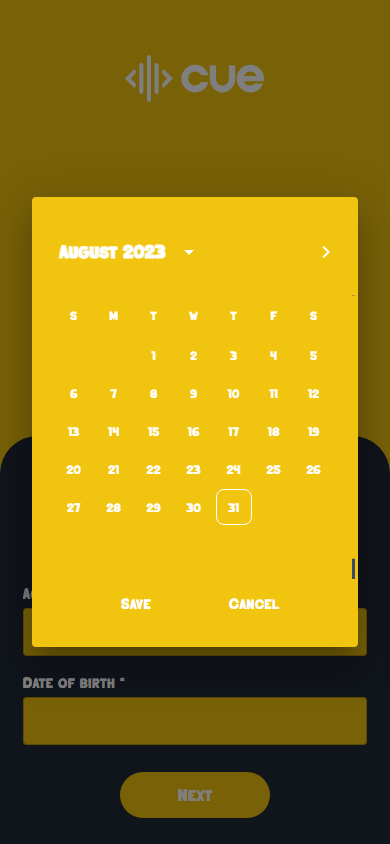 cue
AUGUST 2023
S M T W T F S
1 2 3 4 5
6 7 8 9 10 11 12
13 14 15 16 17 18 19
20 21 22 23 24 25 26
27 28 29 30 31
SAVE CANCEL
DATE OF BIRTH *
NEXT